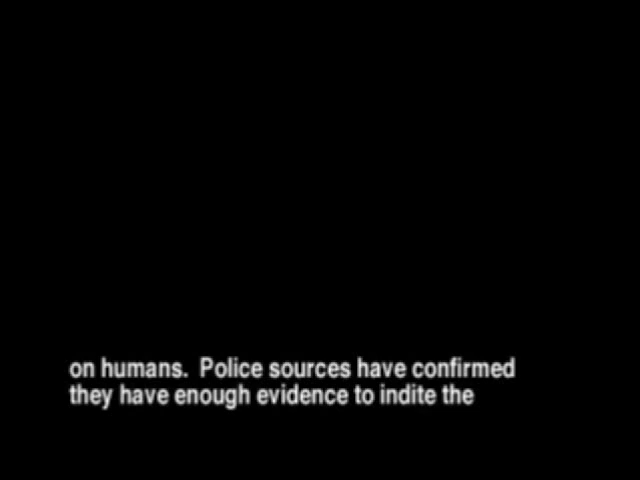 on humans.  Police sources have confirmed
they have enough evidence to indite the